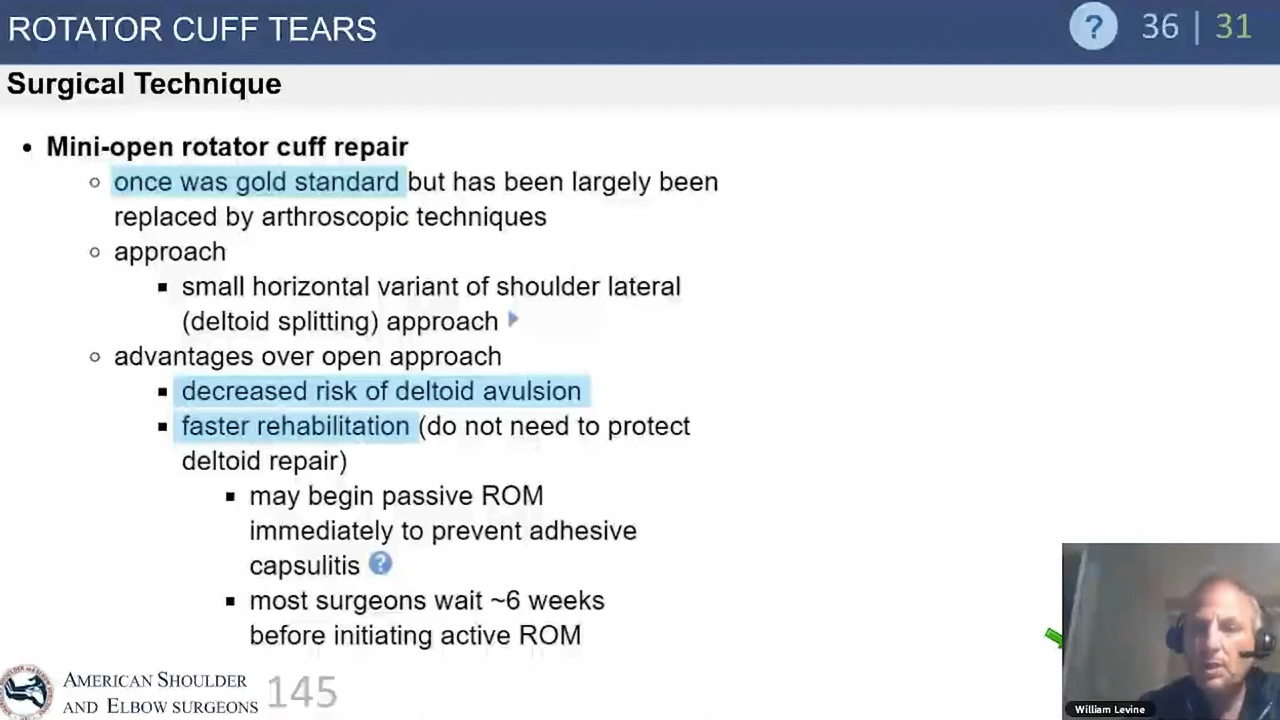 ROTATOR CUFF TEARS
? 36 | 31
Surgical Technique
• Mini-open rotator cuff repair
once was gold standard but has been largely been
replaced by arthroscopic techniques
approach
small horizontal variant of shoulder lateral
(deltoid splitting) approach
advantages over open approach
decreased risk of deltoid avulsion
faster rehabilitation (do not need to protect
deltoid repair)
may begin passive ROM
immediately to prevent adhesive
capsulitis ?
most surgeons wait ~6 weeks
before initiating active ROM
AMERICAN SHOULDER
AND ELBOW SURGEONS
145
William Levine